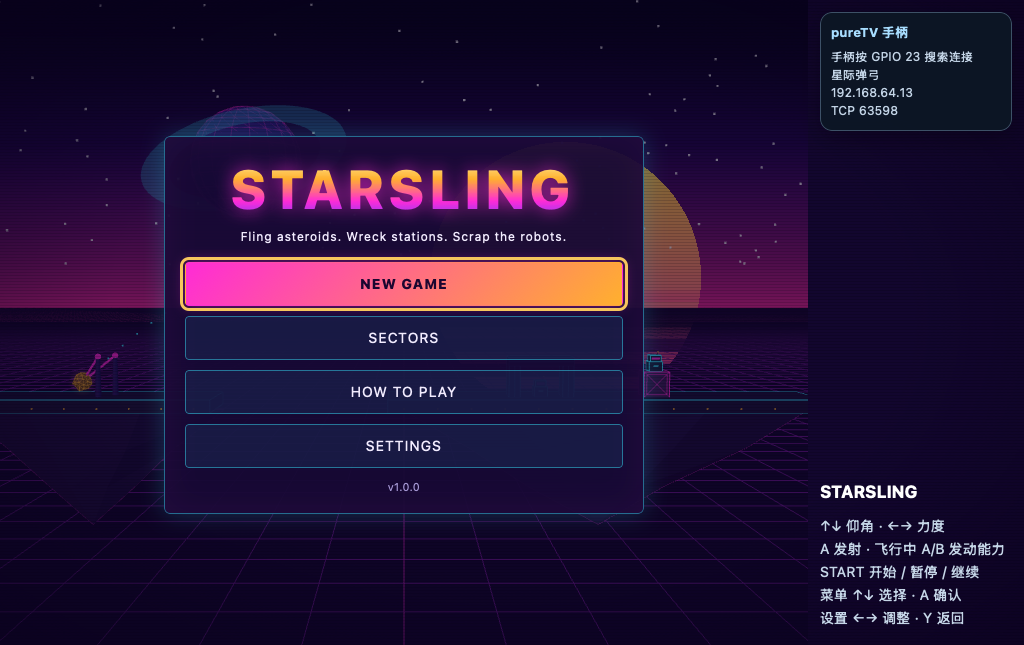 STARSLING
Fling asteroids. Wreck stations. Scrap the robots.
NEW GAME
SECTORS
HOW TO PLAY
SETTINGS
v1.0.0
pureTV 手柄
手柄按 GPIO 23 搜索连接
星际弹弓
192.168.64.13
TCP 63598
STARSLING
↑↓ 仰角 · ←→ 力度
A 发射 · 飞行中 A/B 发动能力
START 开始 / 暂停 / 继续
菜单 ↑↓ 选择 · A 确认
设置 ←→ 调整 · Y 返回